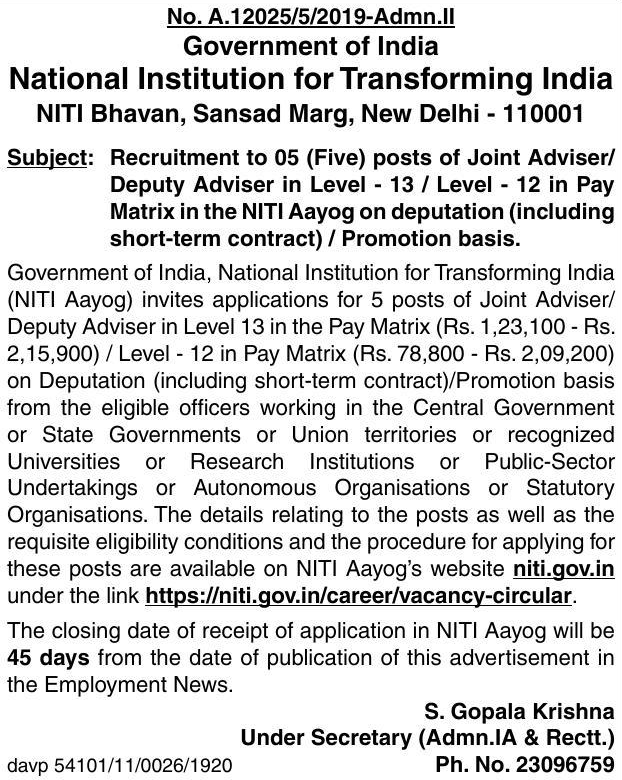 No. A.12025/5/2019-Admn.II
Government of India
National Institution for Transforming India
NITI Bhavan, Sansad Marg, New Delhi - 110001
Subject: Recruitment to 05 (Five) posts of Joint Adviser/
Deputy Adviser in Level - 13 / Level - 12 in Pay
Matrix in the NITI Aayog on deputation (including
short-term contract) / Promotion basis.
Government of India, National Institution for Transforming India
(NITI Aayog) invites applications for 5 posts of Joint Adviser/
Deputy Adviser in Level 13 in the Pay Matrix (Rs. 1,23,100 - Rs.
2,15,900) / Level - 12 in Pay Matrix (Rs. 78,800 - Rs. 2,09,200)
on Deputation (including short-term contract)/Promotion basis
from the eligible officers working in the Central Government
or State Governments or Union territories or recognized
Universities or Research Institutions or Public-Sector
Undertakings or Autonomous Organisations or Statutory
Organisations. The details relating to the posts as well as the
requisite eligibility conditions and the procedure for applying for
these posts are available on NITI Aayog's website niti.gov.in
under the link https://niti.gov.in/career/vacancy-circular.
The closing date of receipt of application in NITI Aayog will be
45 days from the date of publication of this advertisement in
the Employment News.
S. Gopala Krishna
Under Secretary (Admn.IA & Rectt.)
davp 54101/11/0026/1920 Ph. No. 23096759